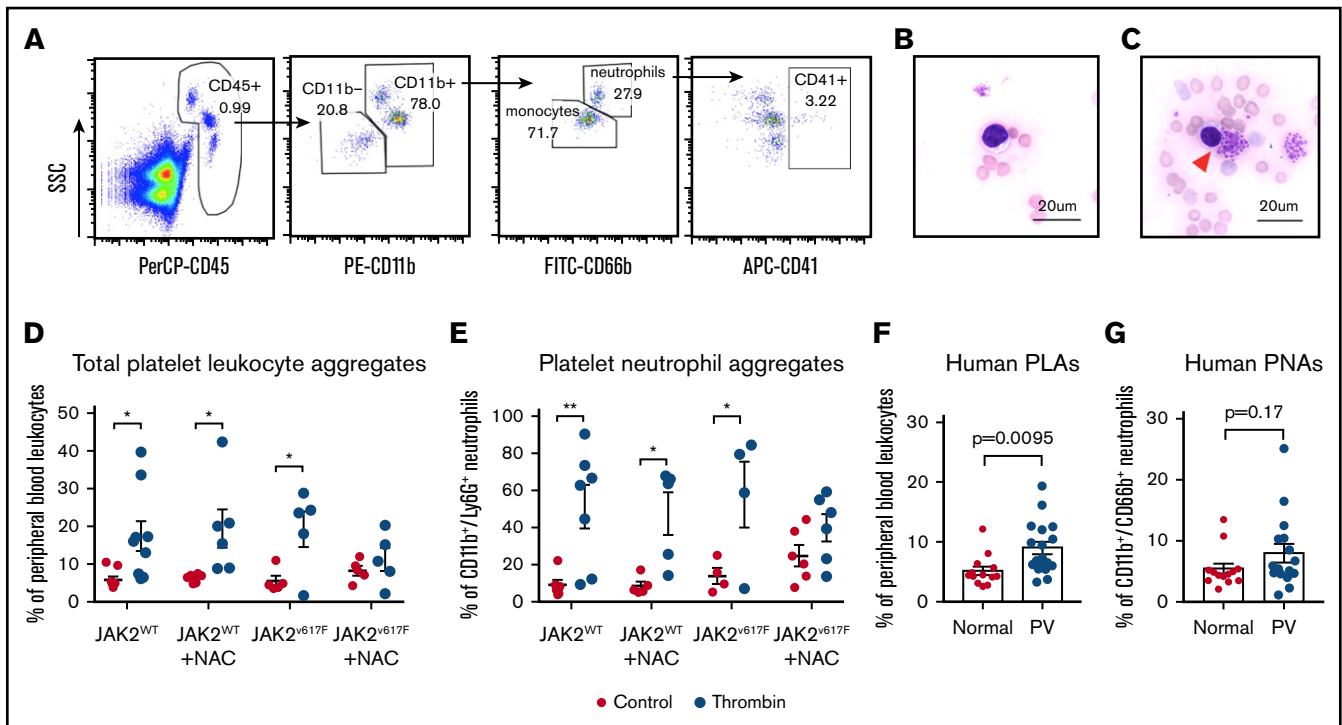 A
B
C
SSC
CD45+
0.99
CD11b–
20.8
CD11b+
78.0
neutrophils
27.9
monocytes
71.7
CD41+
3.22
PerCP-CD45
PE-CD11b
FITC-CD66b
APC-CD41
20um
20um
D
Total platelet leukocyte aggregates
% of peripheral blood leukocytes
50
40
30
20
10
0
*
*
*
JAK2WT
JAK2WT
+NAC
JAK2v617F
JAK2v617F
+NAC
E
Platelet neutrophil aggregates
% of CD11b+/Ly6G+ neutrophils
100
80
60
40
20
0
**
*
*
JAK2WT
JAK2WT
+NAC
JAK2v617F
JAK2v617F
+NAC
Control
Thrombin
F
Human PLAs
% of peripheral blood leukocytes
30
20
10
0
p=0.0095
Normal
PV
G
Human PNAs
% of CD11b+/CD66b+ neutrophils
30
20
10
0
p=0.17
Normal
PV